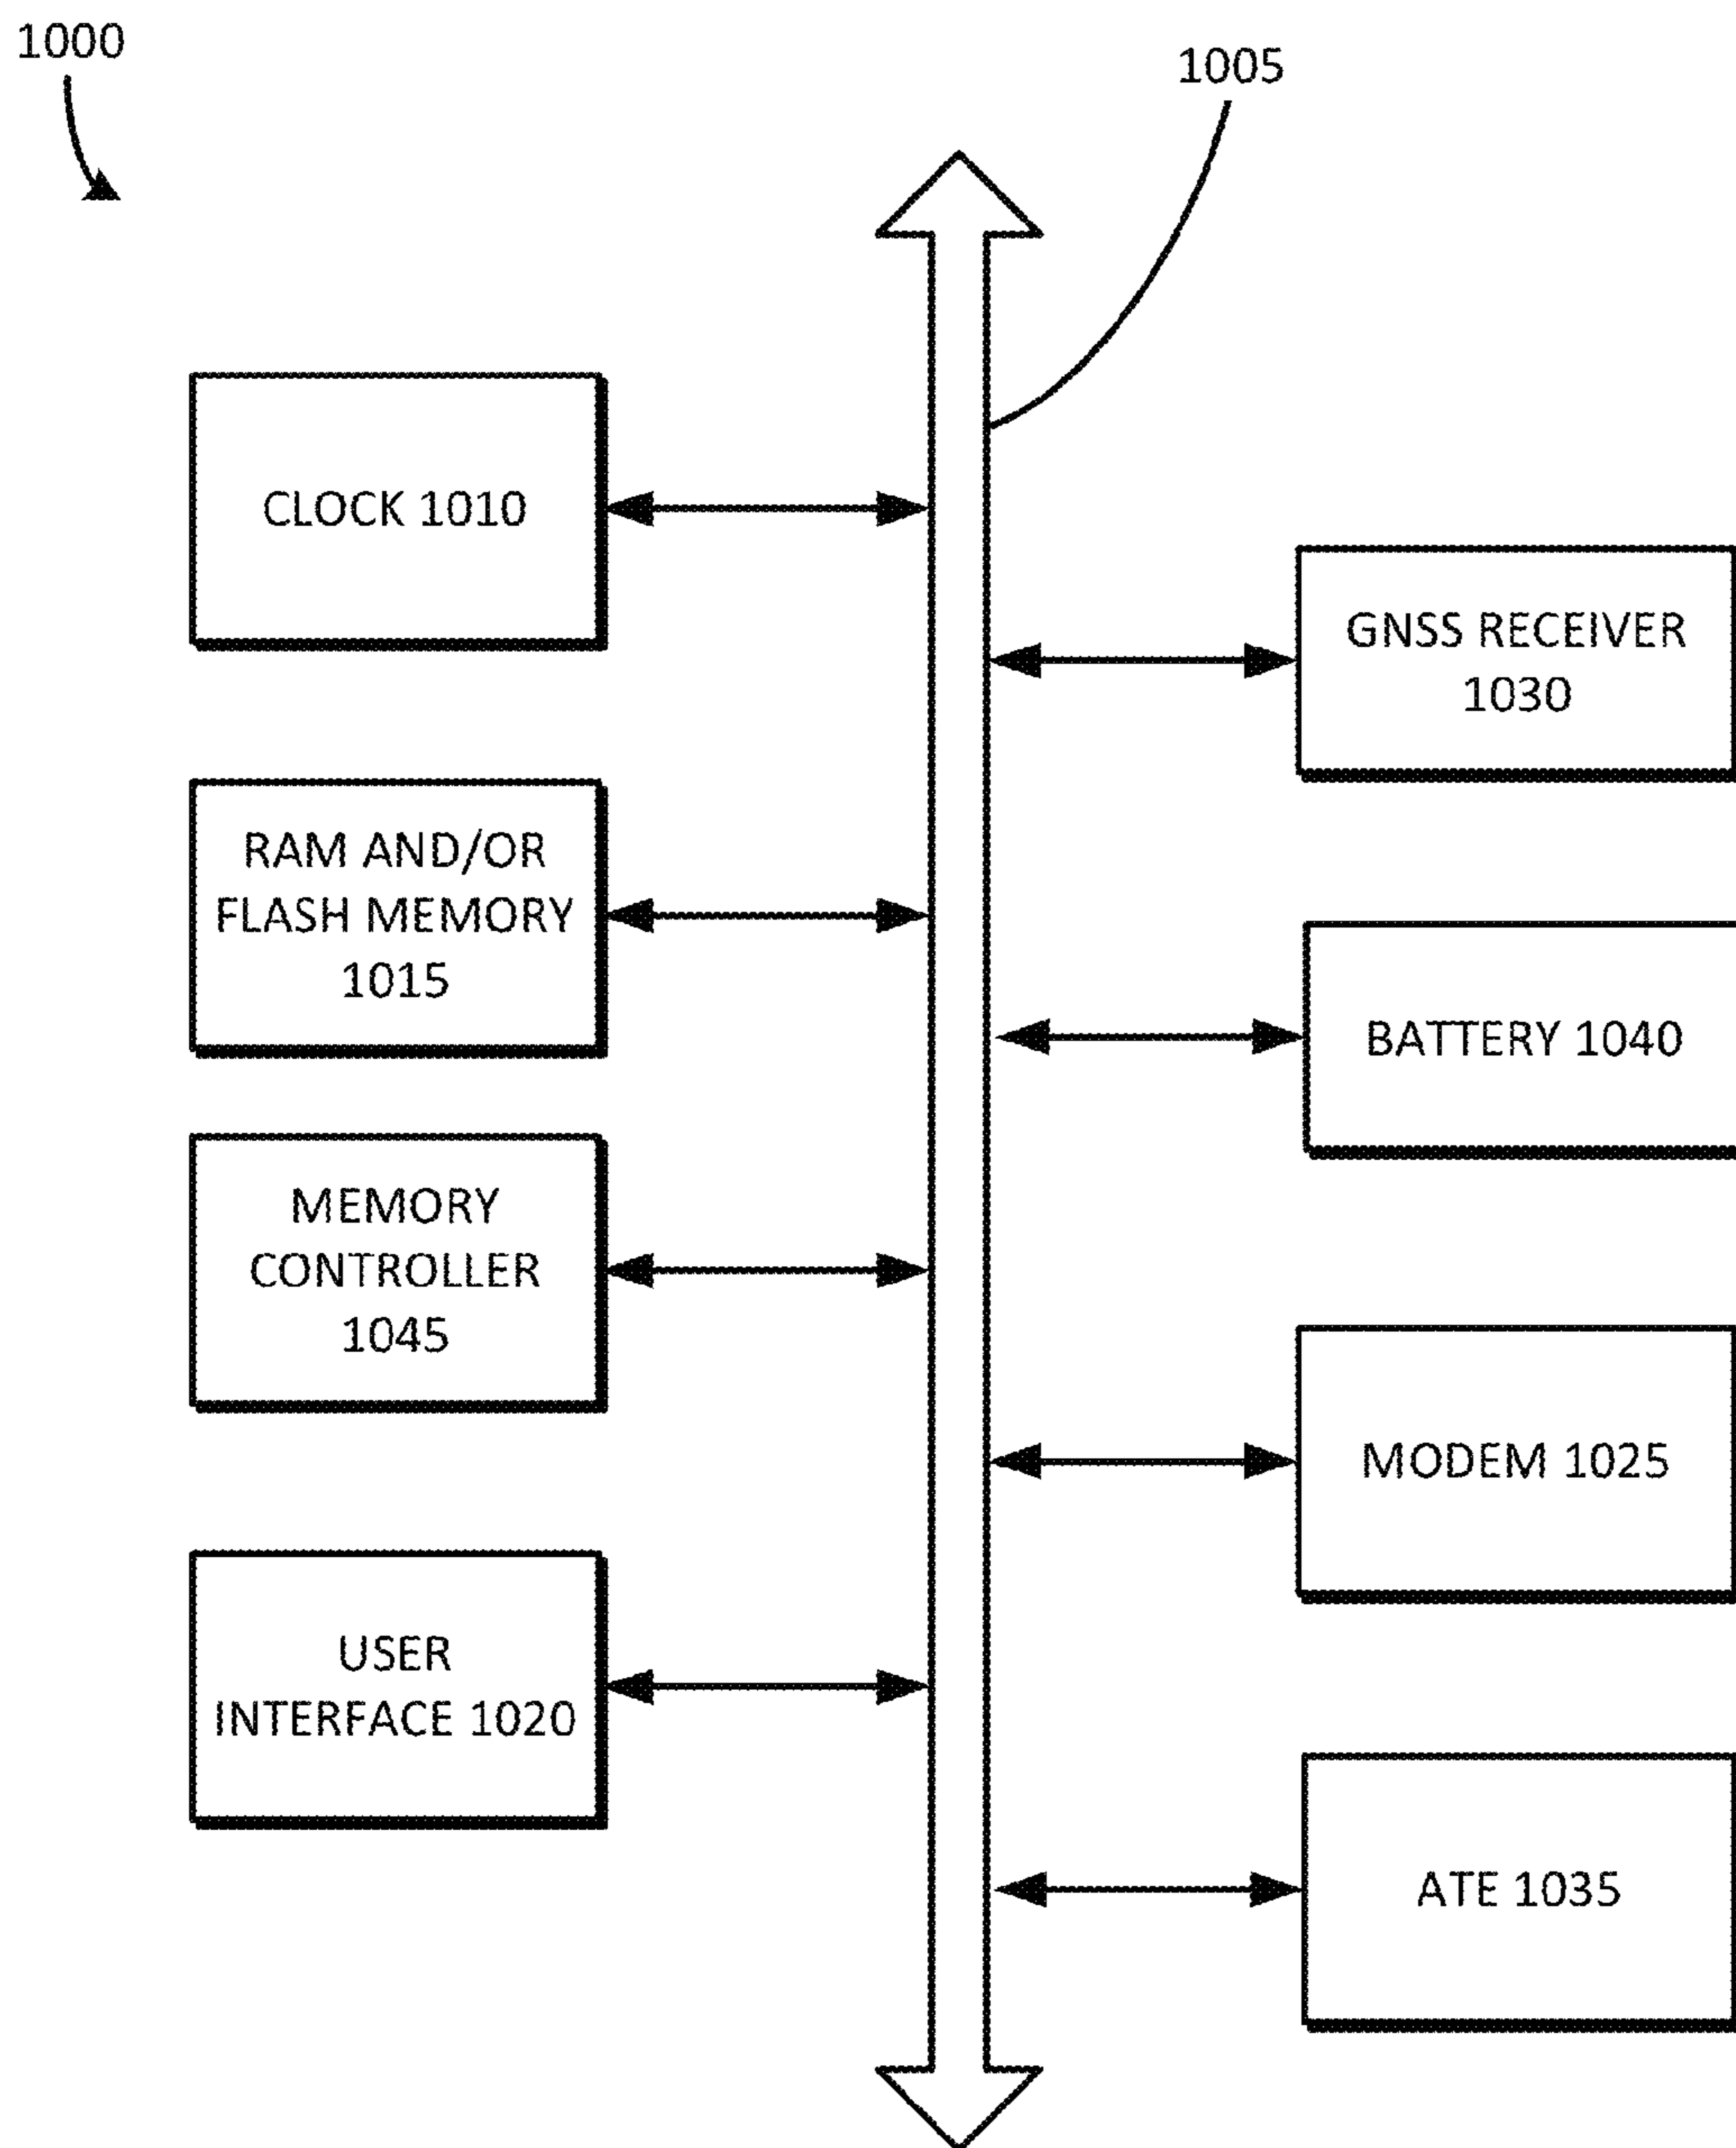 1000
1005
CLOCK 1010
GNSS RECEIVER
1030
RAM AND/OR
FLASH MEMORY
1015
BATTERY 1040
MEMORY
CONTROLLER
1045
MODEM 1025
USER
INTERFACE 1020
ATE 1035